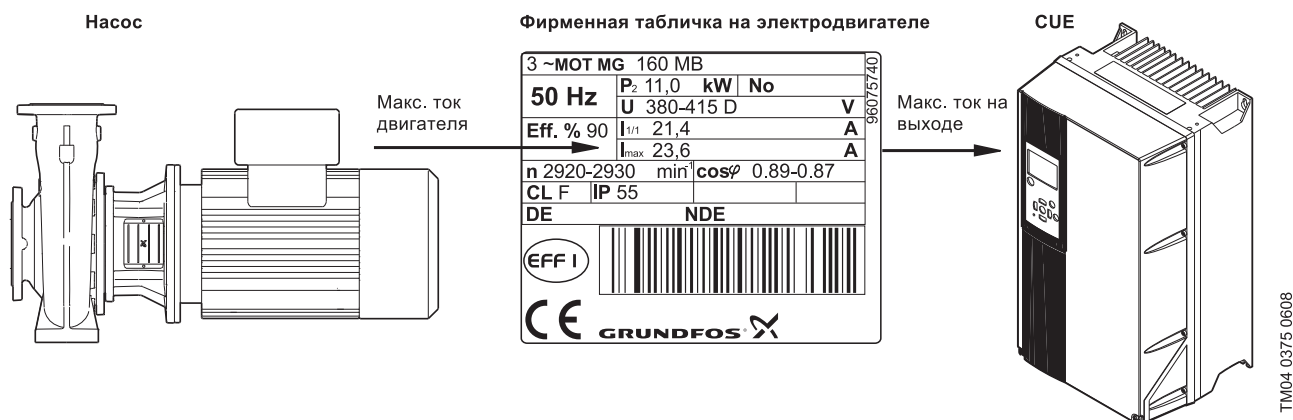 Насос
Фирменная табличка на электродвигателе
CUE
Макс. ток
двигателя
3 ~MOT MG 160 MB
50 Hz
P2 11,0 kW No
U 380-415 D V
Eff. % 90
I1/1 21,4 A
Imax 23,6 A
n 2920-2930 min-1 cosφ 0.89-0.87
CL F IP 55
DE NDE
EFF I
CE GRUNDFOS
96075740
Макс. ток на
выходе
TM04 0375 0608